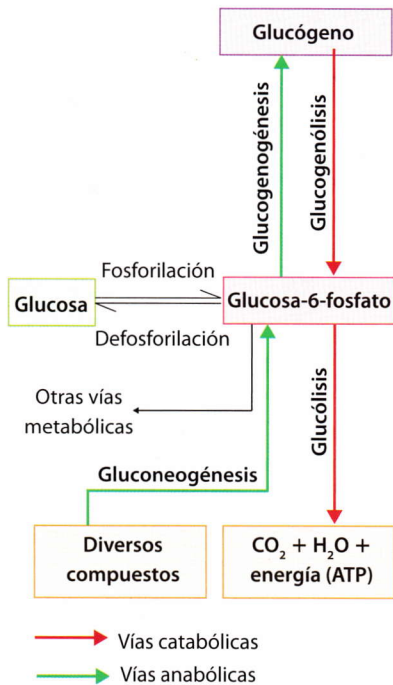 Glucógeno
Glucogenogénesis
Glucogenólisis
Fosforilación
Glucosa
Glucosa-6-fosfato
Defosforilación
Otras vías
metabólicas
Glucólisis
Gluconeogénesis
Diversos
compuestos
CO₂ + H₂O +
energía (ATP)
Vías catabólicas
Vías anabólicas